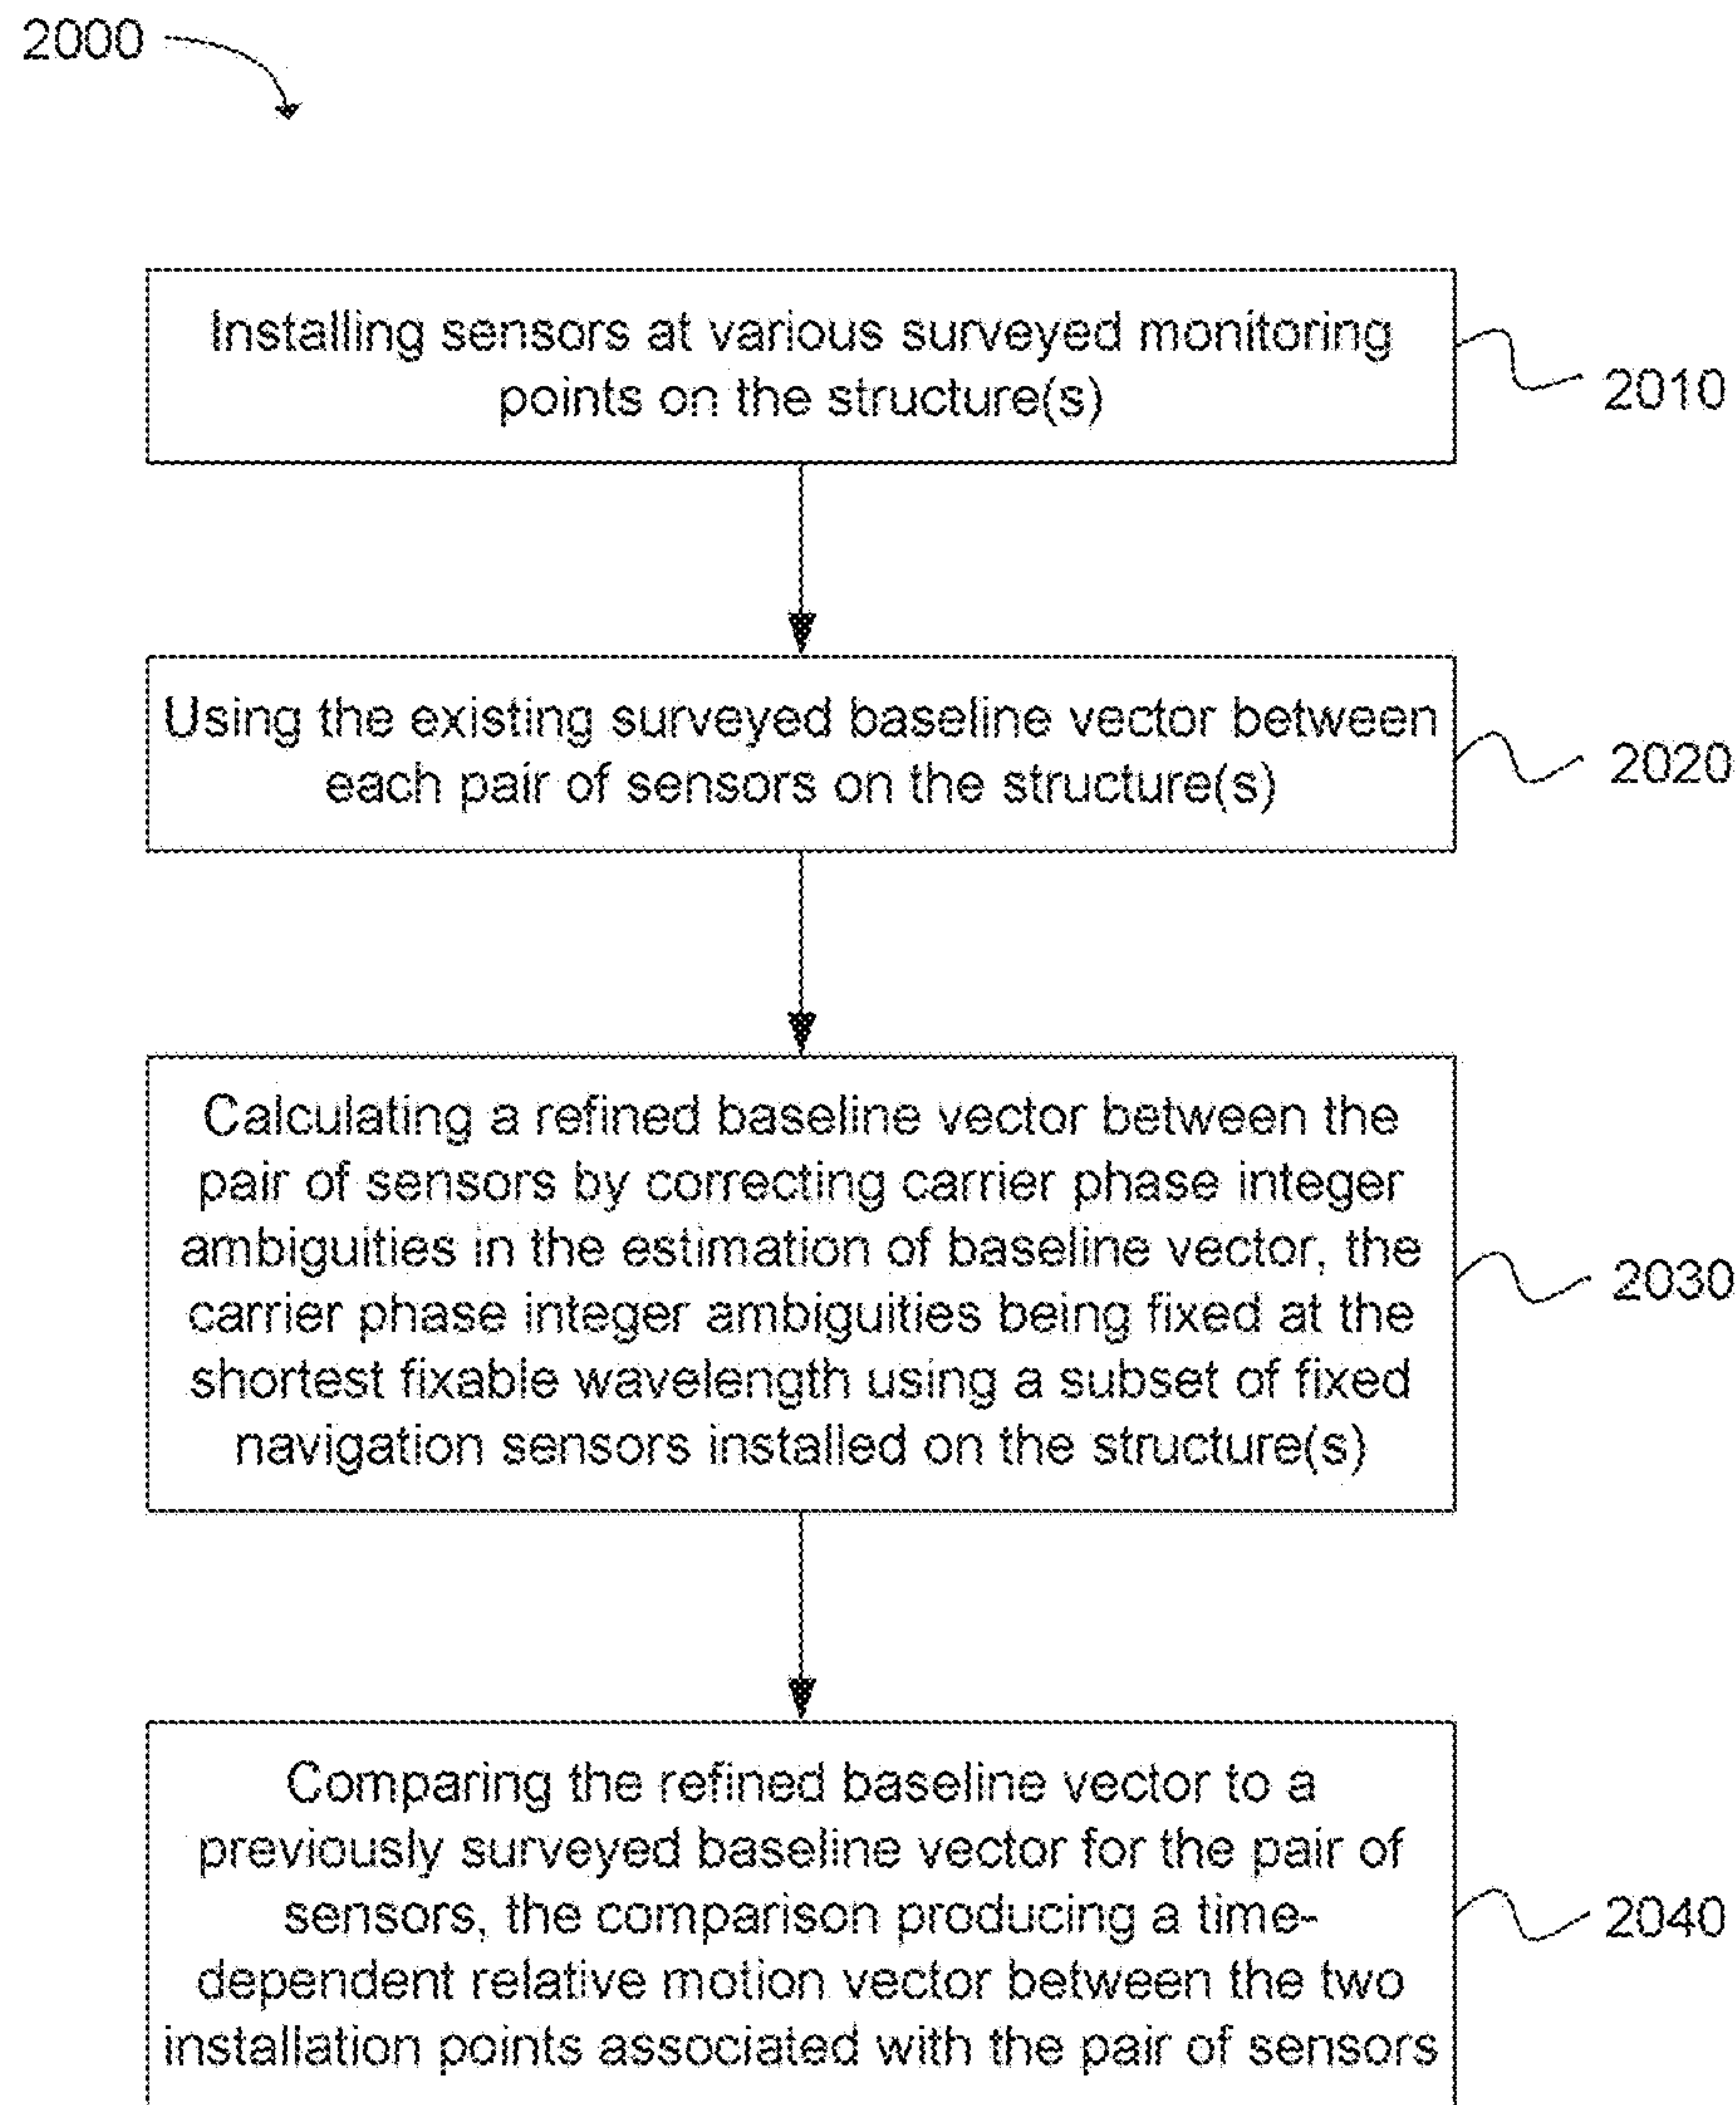 2000
Installing sensors at various surveyed monitoring
points on the structure(s)
2010
Using the existing surveyed baseline vector between
each pair of sensors on the structure(s)
2020
Calculating a refined baseline vector between the
pair of sensors by correcting carrier phase integer
ambiguities in the estimation of baseline vector, the
carrier phase integer ambiguities being fixed at the
shortest fixable wavelength using a subset of fixed
navigation sensors installed on the structure(s)
2030
Comparing the refined baseline vector to a
previously surveyed baseline vector for the pair of
sensors, the comparison producing a time-
dependent relative motion vector between the two
installation points associated with the pair of sensors
2040